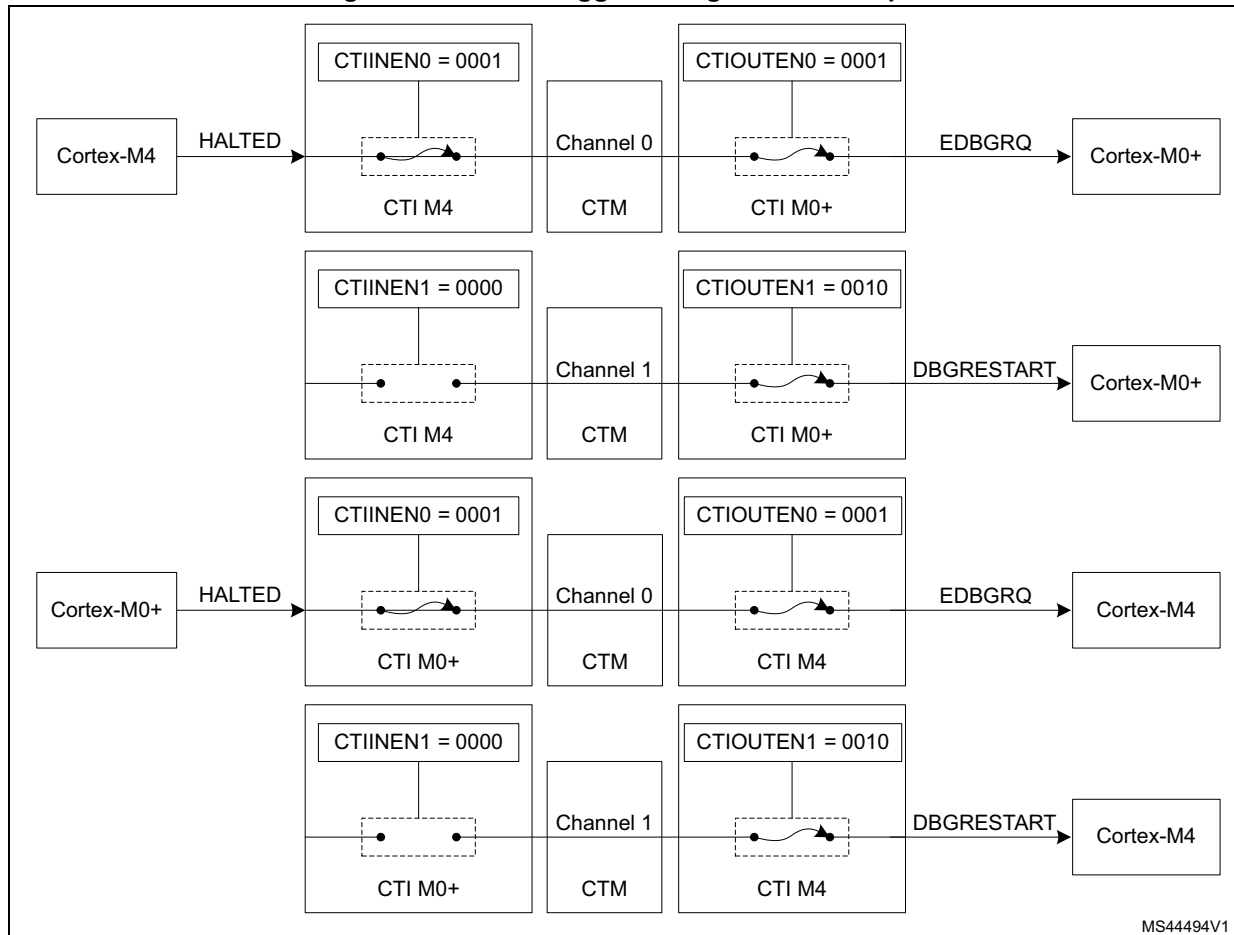 CTIINEN0 = 0001
CTIOUTEN0 = 0001
Cortex-M4
HALTED
Channel 0
EDBGRQ
Cortex-M0+
CTI M4
CTM
CTI M0+
CTIINEN1 = 0000
CTIOUTEN1 = 0010
Channel 1
DBGRESTART
Cortex-M0+
CTI M4
CTM
CTI M0+
CTIINEN0 = 0001
CTIOUTEN0 = 0001
Cortex-M0+
HALTED
Channel 0
EDBGRQ
Cortex-M4
CTI M0+
CTM
CTI M4
CTIINEN1 = 0000
CTIOUTEN1 = 0010
Channel 1
DBGRESTART
Cortex-M4
CTI M0+
CTM
CTI M4
MS44494V1